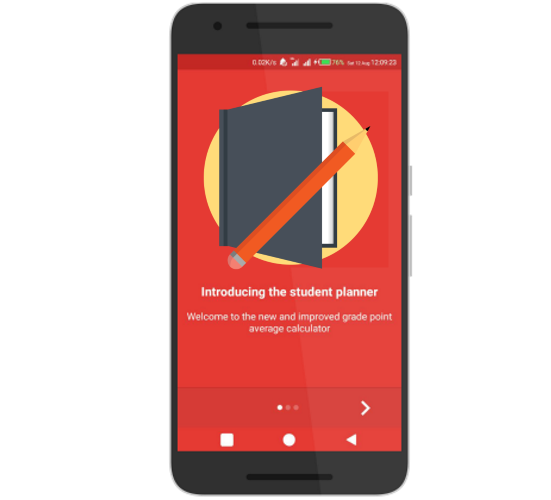 0.02K/s 76% Sat 12 Aug 12:09:23
Introducing the student planner
Welcome to the new and improved grade point
average calculator